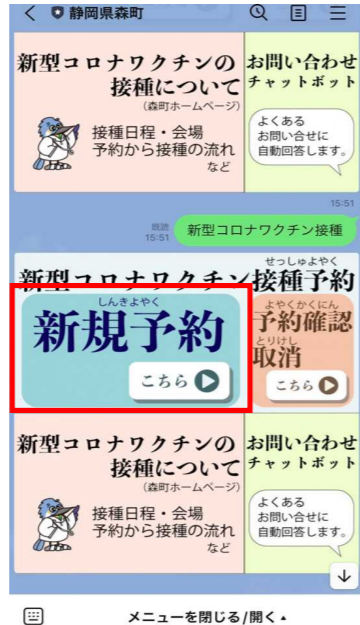 静岡県森町
新型コロナワクチンの
接種について
(森町ホームページ)
接種日程・会場
予約から接種の流れ
など
お問い合わせ
チャットボット
よくある
お問い合せに
自動回答します。
15:51
既読
15:51
新型コロナワクチン接種
せっしゅよやく
新型コロナワクチン接種予約
しんきよやく
新規予約
こちら
よやくかくにん
予約確認
とりけし
取消
こちら
新型コロナワクチンの
接種について
(森町ホームページ)
接種日程・会場
予約から接種の流れ
など
お問い合わせ
チャットボット
よくある
お問い合せに
自動回答します。
メニューを閉じる/開く